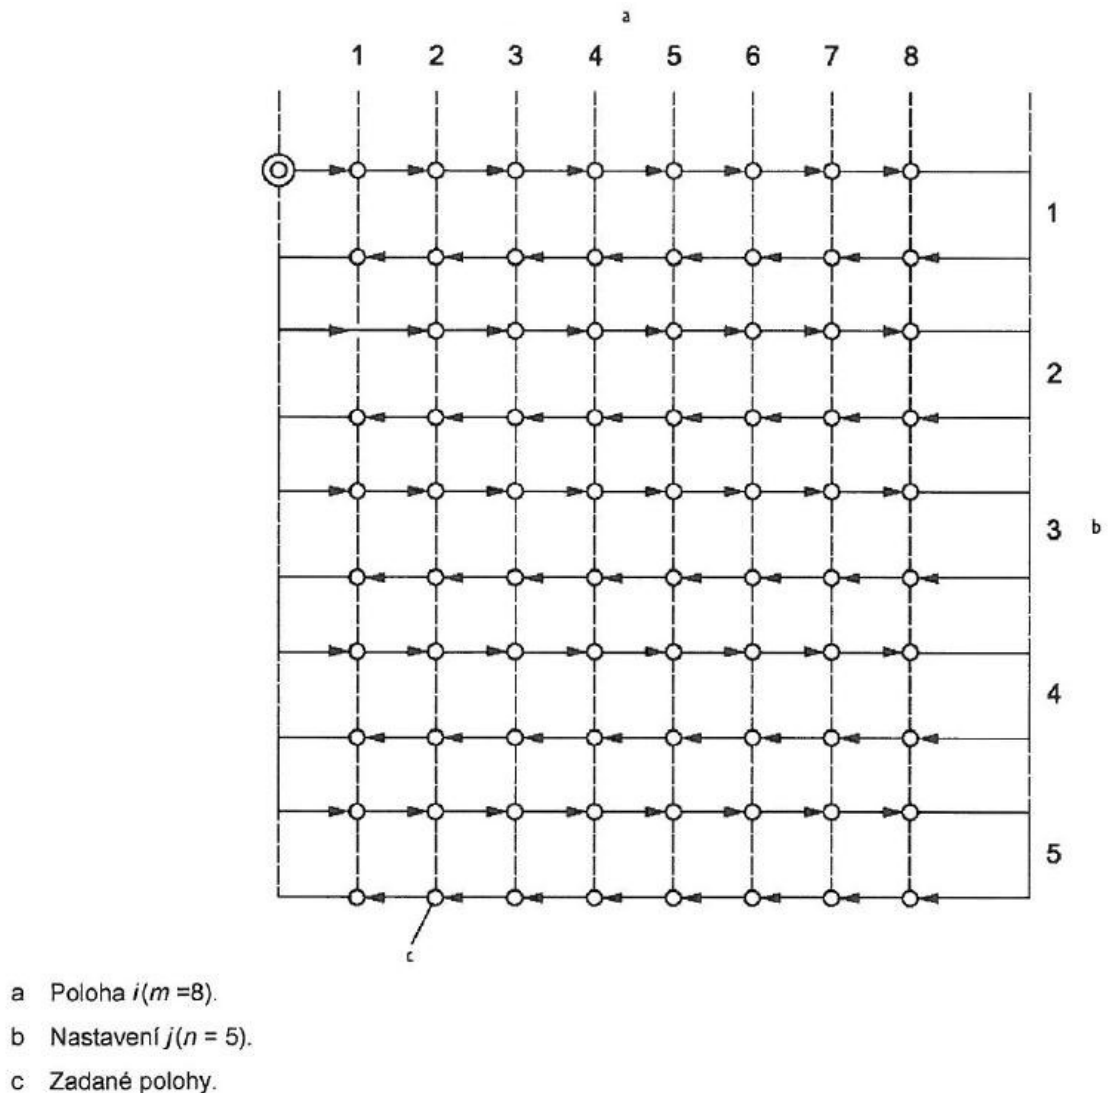 a
1 2 3 4 5 6 7 8
1
2
3 b
4
5
c
a Poloha i(m =8).
b Nastavení j(n = 5).
c Zadané polohy.